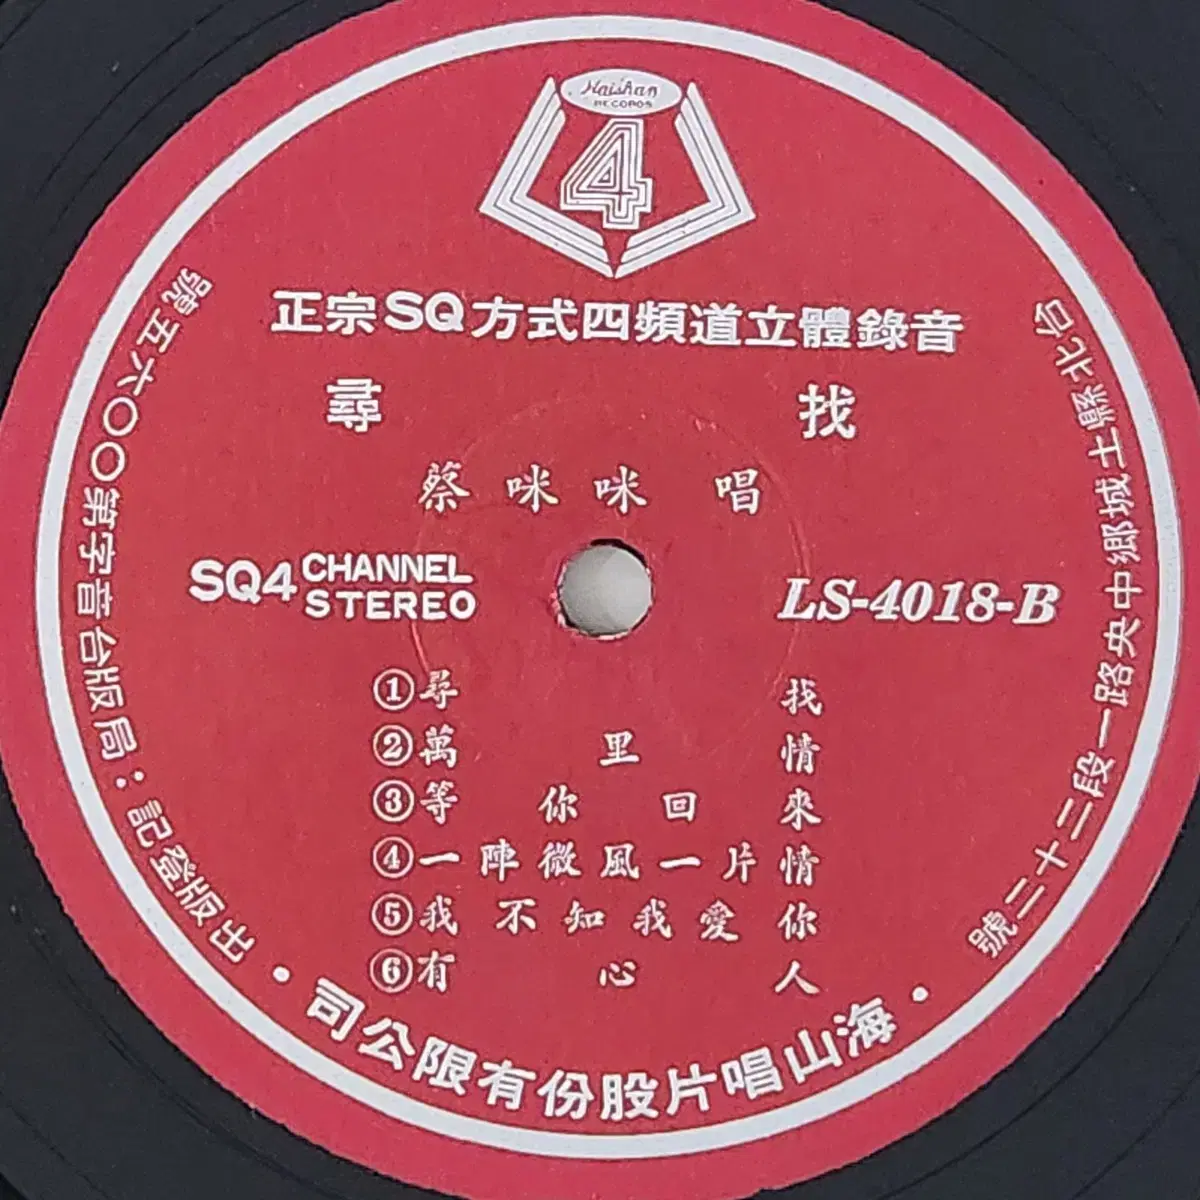 Haishan
RECORDS
4
正宗SQ方式四頻道立體錄音
尋找
蔡咪咪 唱
SQ4 CHANNEL STEREO
LS-4018-B
①尋找
②萬里情
③等你回來
④一陣微風一片情
⑤我不知我愛你
⑥有心人
台北縣土城鄉中央路一段二十二號
・海山唱片股份有限公司・
出版登記：局版台音字第〇〇六五號